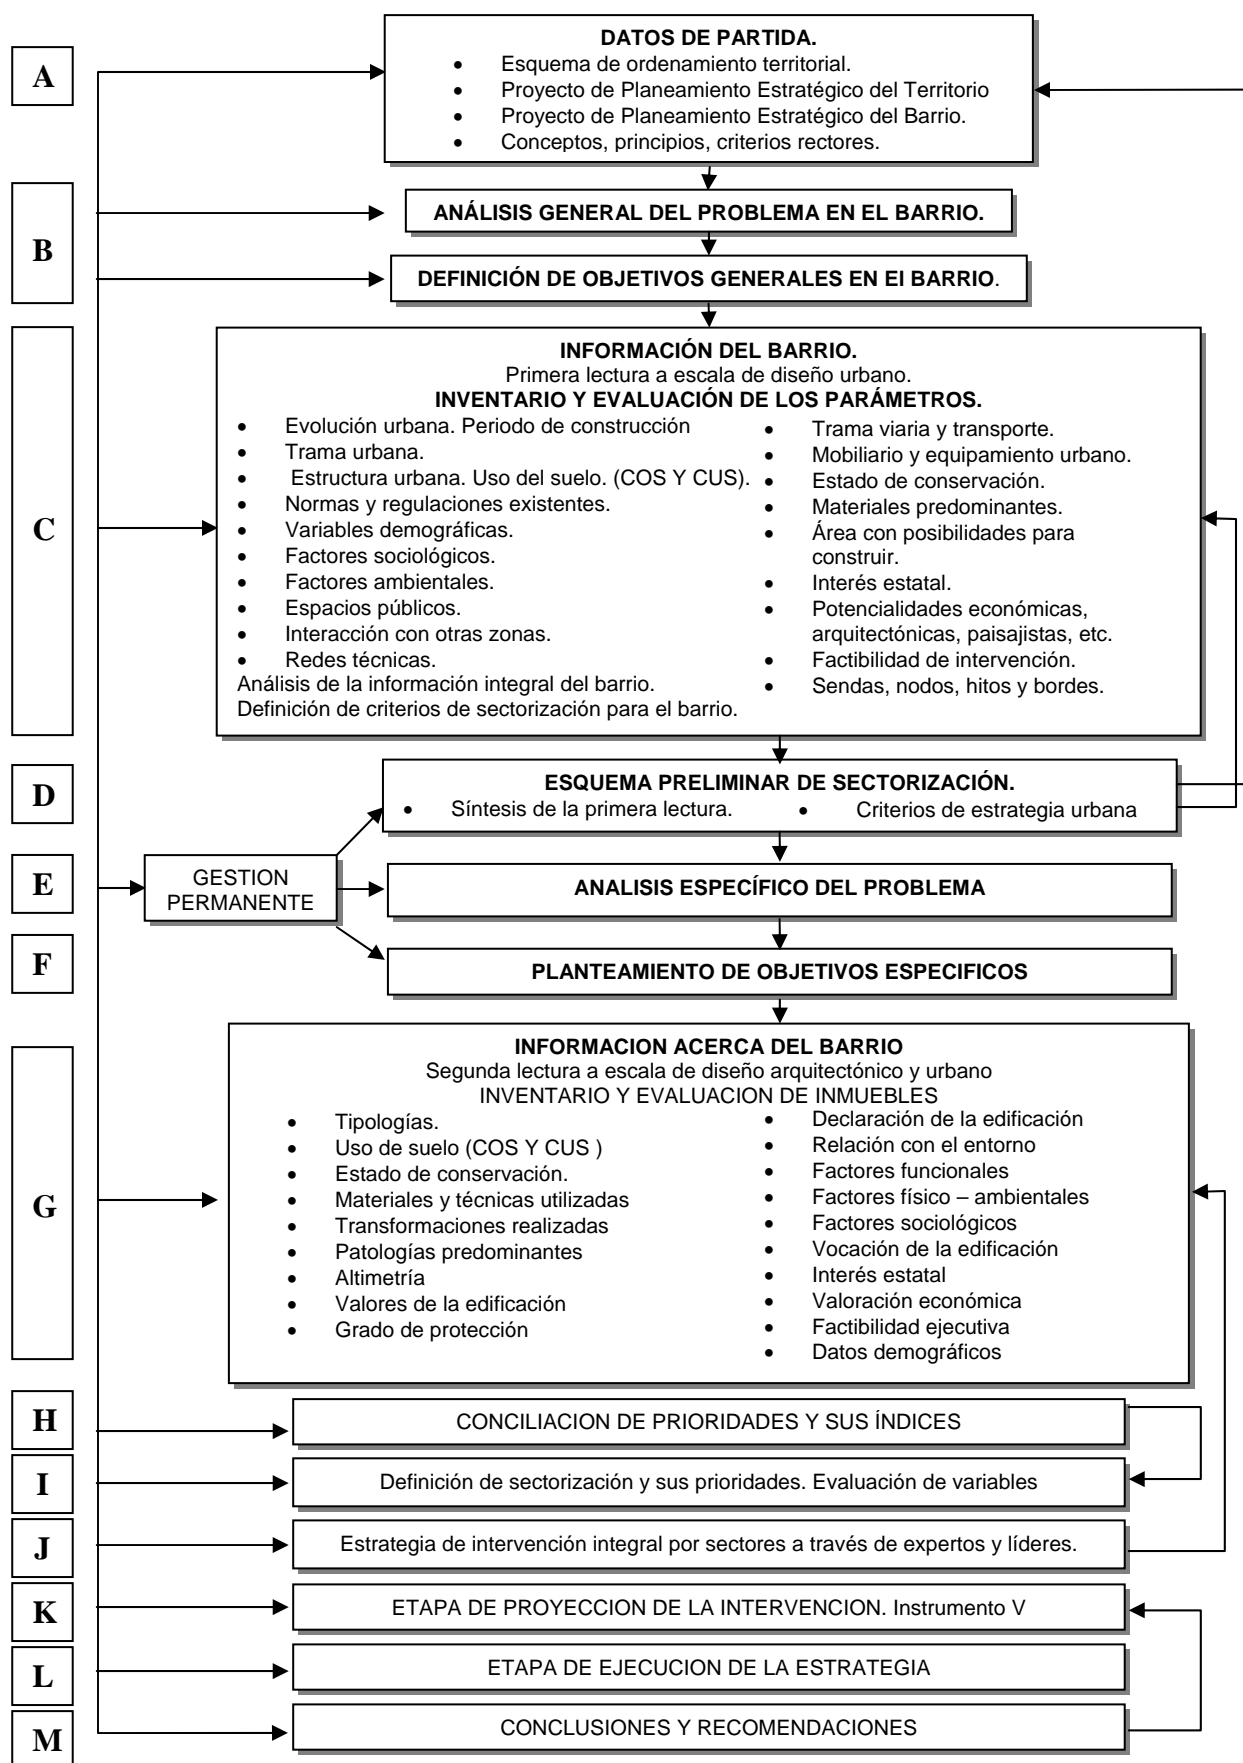 A
DATOS DE PARTIDA.
• Esquema de ordenamiento territorial.
• Proyecto de Planeamiento Estratégico del Territorio
• Proyecto de Planeamiento Estratégico del Barrio.
• Conceptos, principios, criterios rectores.
B
ANÁLISIS GENERAL DEL PROBLEMA EN EL BARRIO.
DEFINICIÓN DE OBJETIVOS GENERALES EN El BARRIO.
C
INFORMACIÓN DEL BARRIO.
Primera lectura a escala de diseño urbano.
INVENTARIO Y EVALUACIÓN DE LOS PARÁMETROS.
• Evolución urbana. Periodo de construcción
• Trama urbana.
• Estructura urbana. Uso del suelo. (COS Y CUS).
• Normas y regulaciones existentes.
• Variables demográficas.
• Factores sociológicos.
• Factores ambientales.
• Espacios públicos.
• Interacción con otras zonas.
• Redes técnicas.
Análisis de la información integral del barrio.
Definición de criterios de sectorización para el barrio.
• Trama viaria y transporte.
• Mobiliario y equipamiento urbano.
• Estado de conservación.
• Materiales predominantes.
• Área con posibilidades para
construir.
• Interés estatal.
• Potencialidades económicas,
arquitectónicas, paisajistas, etc.
• Factibilidad de intervención.
• Sendas, nodos, hitos y bordes.
D
ESQUEMA PRELIMINAR DE SECTORIZACIÓN.
• Síntesis de la primera lectura.
• Criterios de estrategia urbana
E
GESTION
PERMANENTE
ANALISIS ESPECÍFICO DEL PROBLEMA
F
PLANTEAMIENTO DE OBJETIVOS ESPECIFICOS
G
INFORMACION ACERCA DEL BARRIO
Segunda lectura a escala de diseño arquitectónico y urbano
INVENTARIO Y EVALUACION DE INMUEBLES
• Tipologías.
• Uso de suelo (COS Y CUS )
• Estado de conservación.
• Materiales y técnicas utilizadas
• Transformaciones realizadas
• Patologías predominantes
• Altimetría
• Valores de la edificación
• Grado de protección
• Declaración de la edificación
• Relación con el entorno
• Factores funcionales
• Factores físico – ambientales
• Factores sociológicos
• Vocación de la edificación
• Interés estatal
• Valoración económica
• Factibilidad ejecutiva
• Datos demográficos
H
CONCILIACION DE PRIORIDADES Y SUS ÍNDICES
I
Definición de sectorización y sus prioridades. Evaluación de variables
J
Estrategia de intervención integral por sectores a través de expertos y líderes.
K
ETAPA DE PROYECCION DE LA INTERVENCION. Instrumento V
L
ETAPA DE EJECUCION DE LA ESTRATEGIA
M
CONCLUSIONES Y RECOMENDACIONES